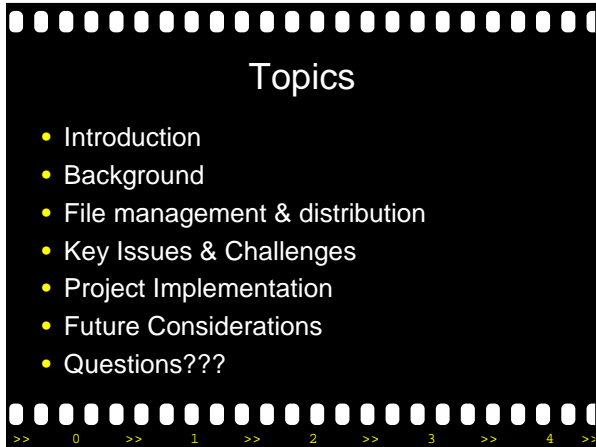 Topics
• Introduction
• Background
• File management & distribution
• Key Issues & Challenges
• Project Implementation
• Future Considerations
• Questions???
>> 0 >> 1 >> 2 >> 3 >> 4 >>